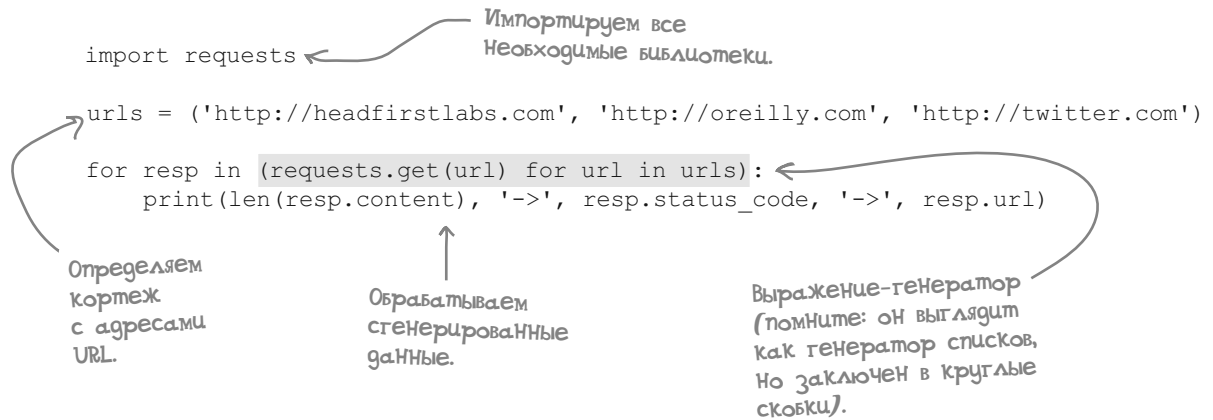 Импортируем все
необходимые библиотеки.
import requests
urls = ('http://headfirstlabs.com', 'http://oreilly.com', 'http://twitter.com')
for resp in (requests.get(url) for url in urls):
    print(len(resp.content), '->', resp.status_code, '->', resp.url)
Определяем
кортеж
с адресами
URL.
Обрабатываем
сгенерированные
данные.
Выражение-генератор
(помните: он выглядит
как генератор списков,
но заключен в круглые
скобки).